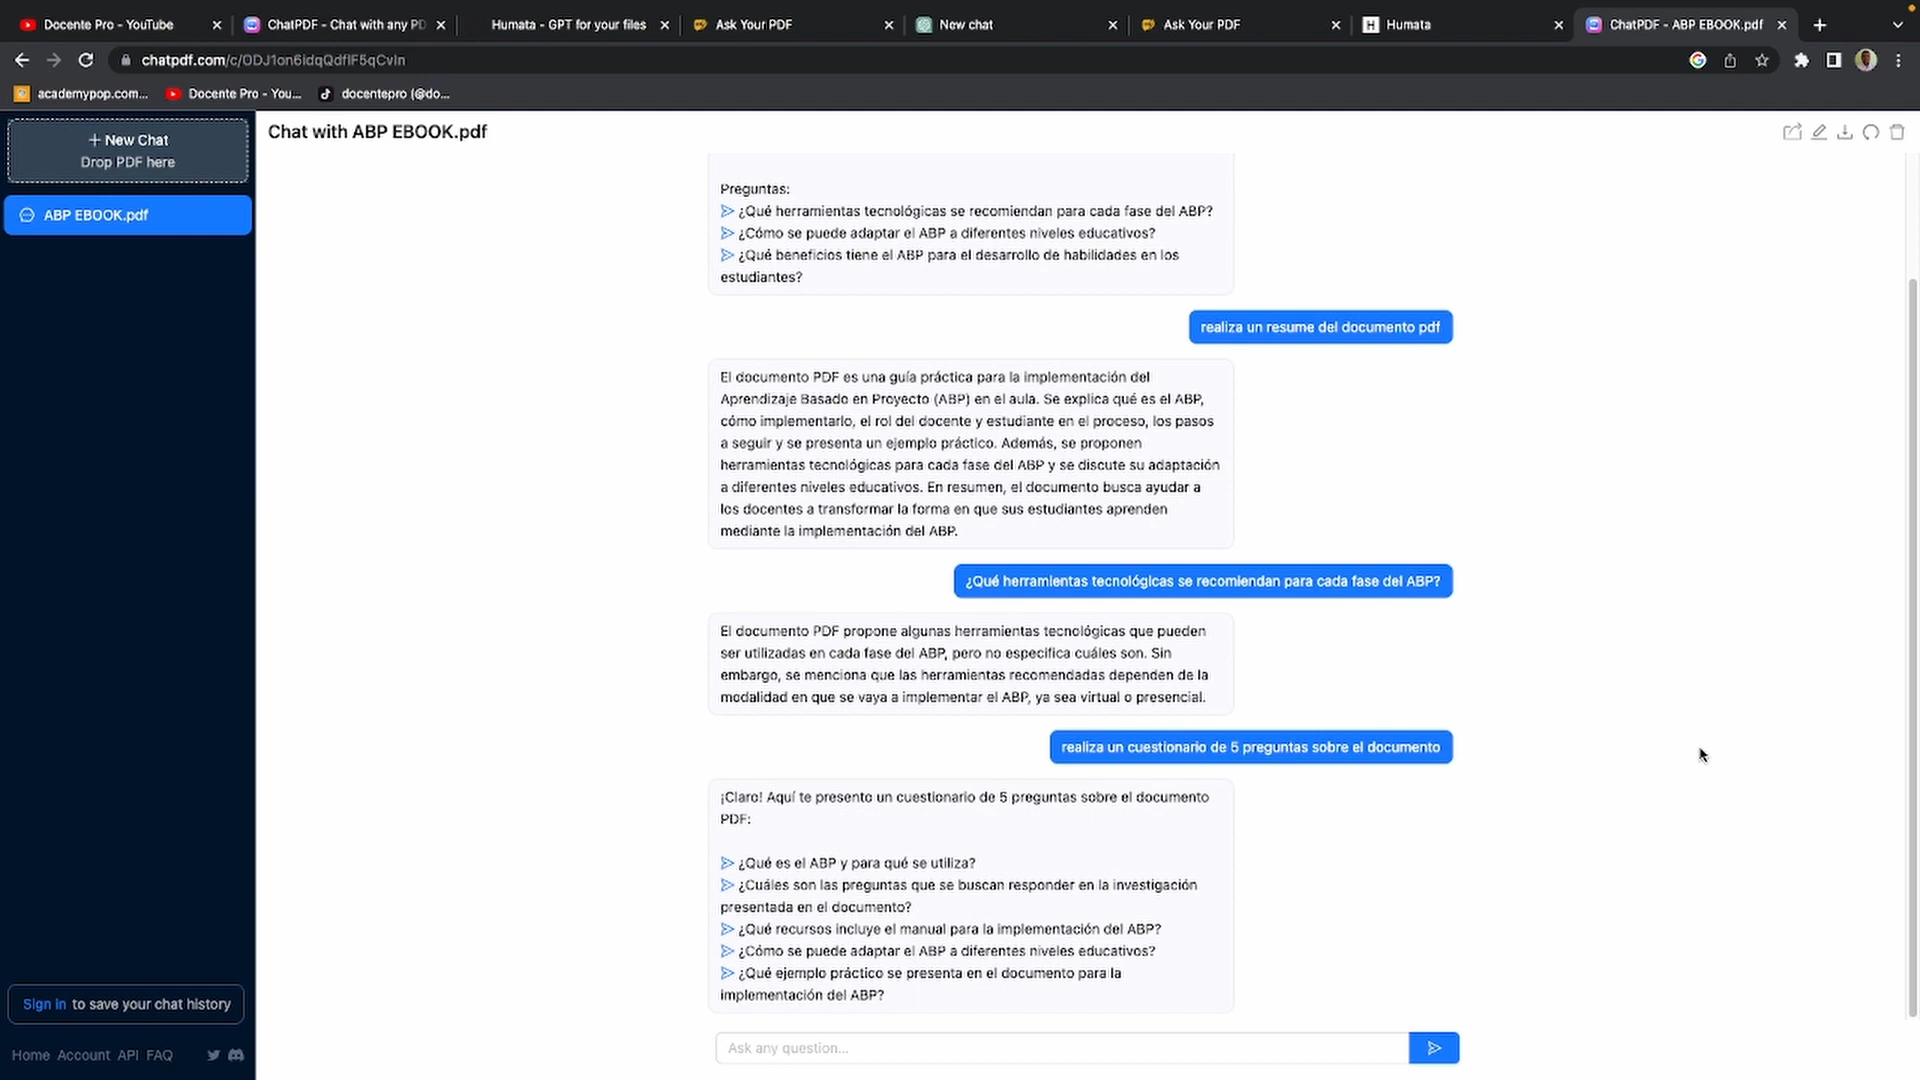 Docente Pro - YouTube
ChatPDF - Chat with any PD
Humata - GPT for your files
Ask Your PDF
New chat
Ask Your PDF
Humata
ChatPDF - ABP EBOOK.pdf
academypop.com...
Docente Pro - You...
docentepro (@do...
New Chat
Drop PDF here
ABP EBOOK.pdf
Chat with ABP EBOOK.pdf
Preguntas:
¿Qué herramientas tecnológicas se recomiendan para cada fase del ABP?
¿Cómo se puede adaptar el ABP a diferentes niveles educativos?
¿Qué beneficios tiene el ABP para el desarrollo de habilidades en los
estudiantes?
realiza un resume del documento pdf
El documento PDF es una guía práctica para la implementación del
Aprendizaje Basado en Proyecto (ABP) en el aula. Se explica qué es el ABP,
cómo implementarlo, el rol del docente y estudiante en el proceso, los pasos
a seguir y se presenta un ejemplo práctico. Además, se proponen
herramientas tecnológicas para cada fase del ABP y se discute su adaptación
a diferentes niveles educativos. En resumen, el documento busca ayudar a
los docentes a transformar la forma en que sus estudiantes aprenden
mediante la implementación del ABP.
¿Qué herramientas tecnológicas se recomiendan para cada fase del ABP?
El documento PDF propone algunas herramientas tecnológicas que pueden
ser utilizadas en cada fase del ABP, pero no especifica cuáles son. Sin
embargo, se menciona que las herramientas recomendadas dependen de la
modalidad en que se vaya a implementar el ABP, ya sea virtual o presencial.
realiza un cuestionario de 5 preguntas sobre el documento
¡Claro! Aquí te presento un cuestionario de 5 preguntas sobre el documento
PDF:
¿Qué es el ABP y para qué se utiliza?
¿Cuáles son las preguntas que se buscan responder en la investigación
presentada en el documento?
¿Qué recursos incluye el manual para la implementación del ABP?
¿Cómo se puede adaptar el ABP a diferentes niveles educativos?
¿Qué ejemplo práctico se presenta en el documento para la
implementación del ABP?
Ask any question...
Sign in to save your chat history
Home Account API FAQ